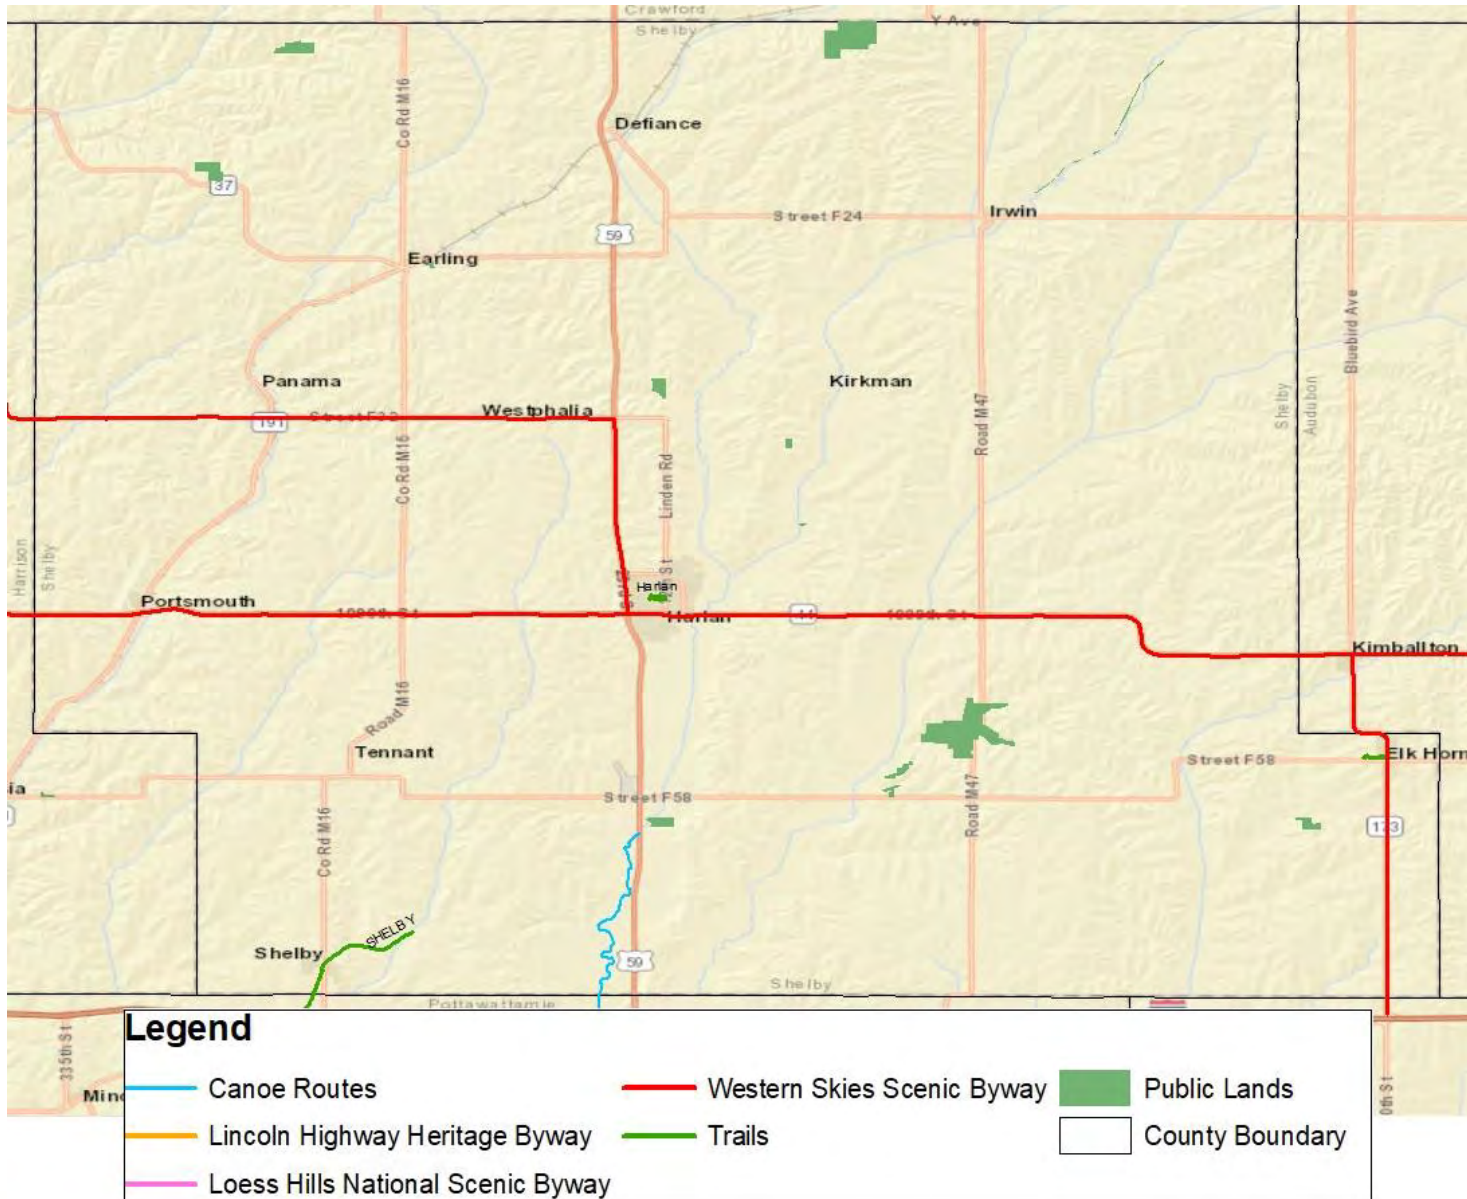 Crawford
Shelby
Y Ave
Co Rd M16
Defiance
37
59
Street F24
Irwin
Earling
Bluebird Ave
Panama
Kirkman
Westphalia
191
Shelby
Audubon
Road M47
Co Rd M16
Linden Rd
Harrison
Shelby
Harlan
Portsmouth
Harlan
44
Kimballton
Road M16
Tennant
Elk Horn
Street F58
Street F58
Road M47
Co Rd M16
173
SHELBY
Shelby
59
Shelby
Pottawattamie
335th St
Legend
Canoe Routes
Western Skies Scenic Byway
Public Lands
Lincoln Highway Heritage Byway
Trails
County Boundary
Loess Hills National Scenic Byway